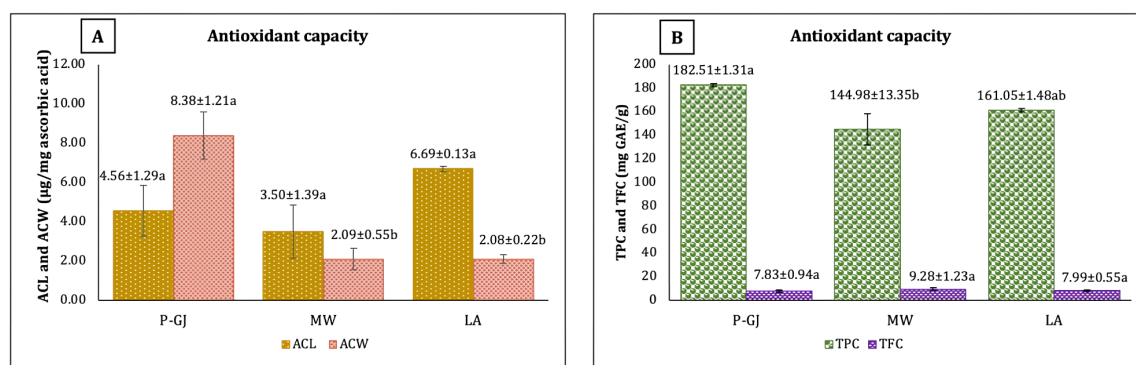 A
Antioxidant capacity
ACL and ACW (µg/mg ascorbic acid)
12.00
10.00
8.00
6.00
4.00
2.00
0.00
4.56±1.29a
8.38±1.21a
3.50±1.39a
2.09±0.55b
6.69±0.13a
2.08±0.22b
P-GJ
MW
LA
ACL
ACW
B
Antioxidant capacity
TPC and TFC (mg GAE/g)
200
180
160
140
120
100
80
60
40
20
0
182.51±1.31a
7.83±0.94a
144.98±13.35b
9.28±1.23a
161.05±1.48ab
7.99±0.55a
P-GJ
MW
LA
TPC
TFC